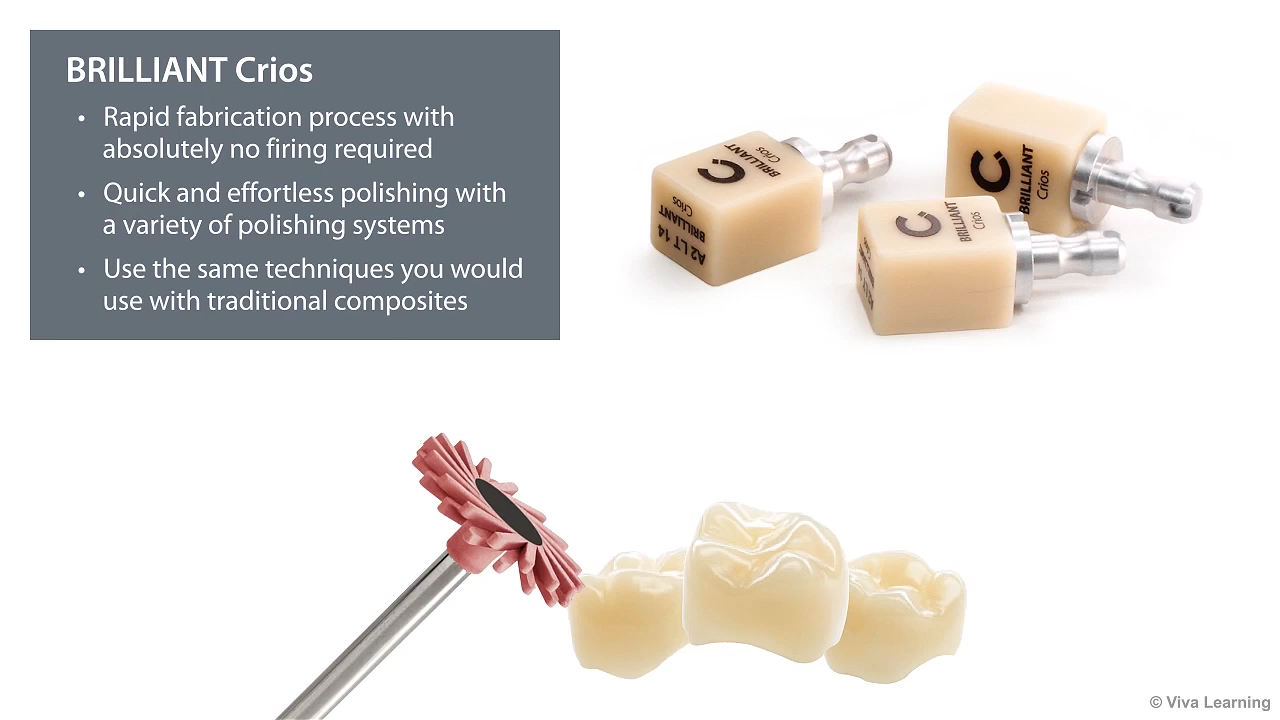 BRILLIANT Crios
• Rapid fabrication process with
absolutely no firing required
• Quick and effortless polishing with
a variety of polishing systems
• Use the same techniques you would
use with traditional composites
BRILLIANT
Crios
BRILLIANT
Crios
A2 LT 14
BRILLIANT
Crios
BRILLIANT
Crios
© Viva Learning